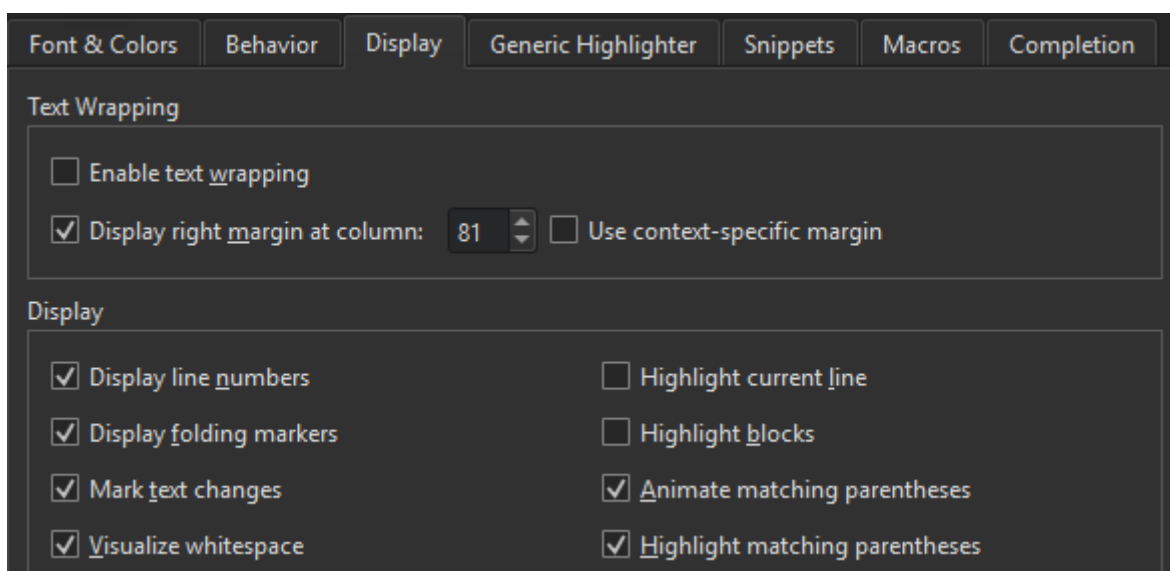 Font & Colors Behavior Display Generic Highlighter Snippets Macros Completion
Text Wrapping
Enable text wrapping
Display right margin at column: 81 Use context-specific margin
Display
Display line numbers Highlight current line
Display folding markers Highlight blocks
Mark text changes Animate matching parentheses
Visualize whitespace Highlight matching parentheses